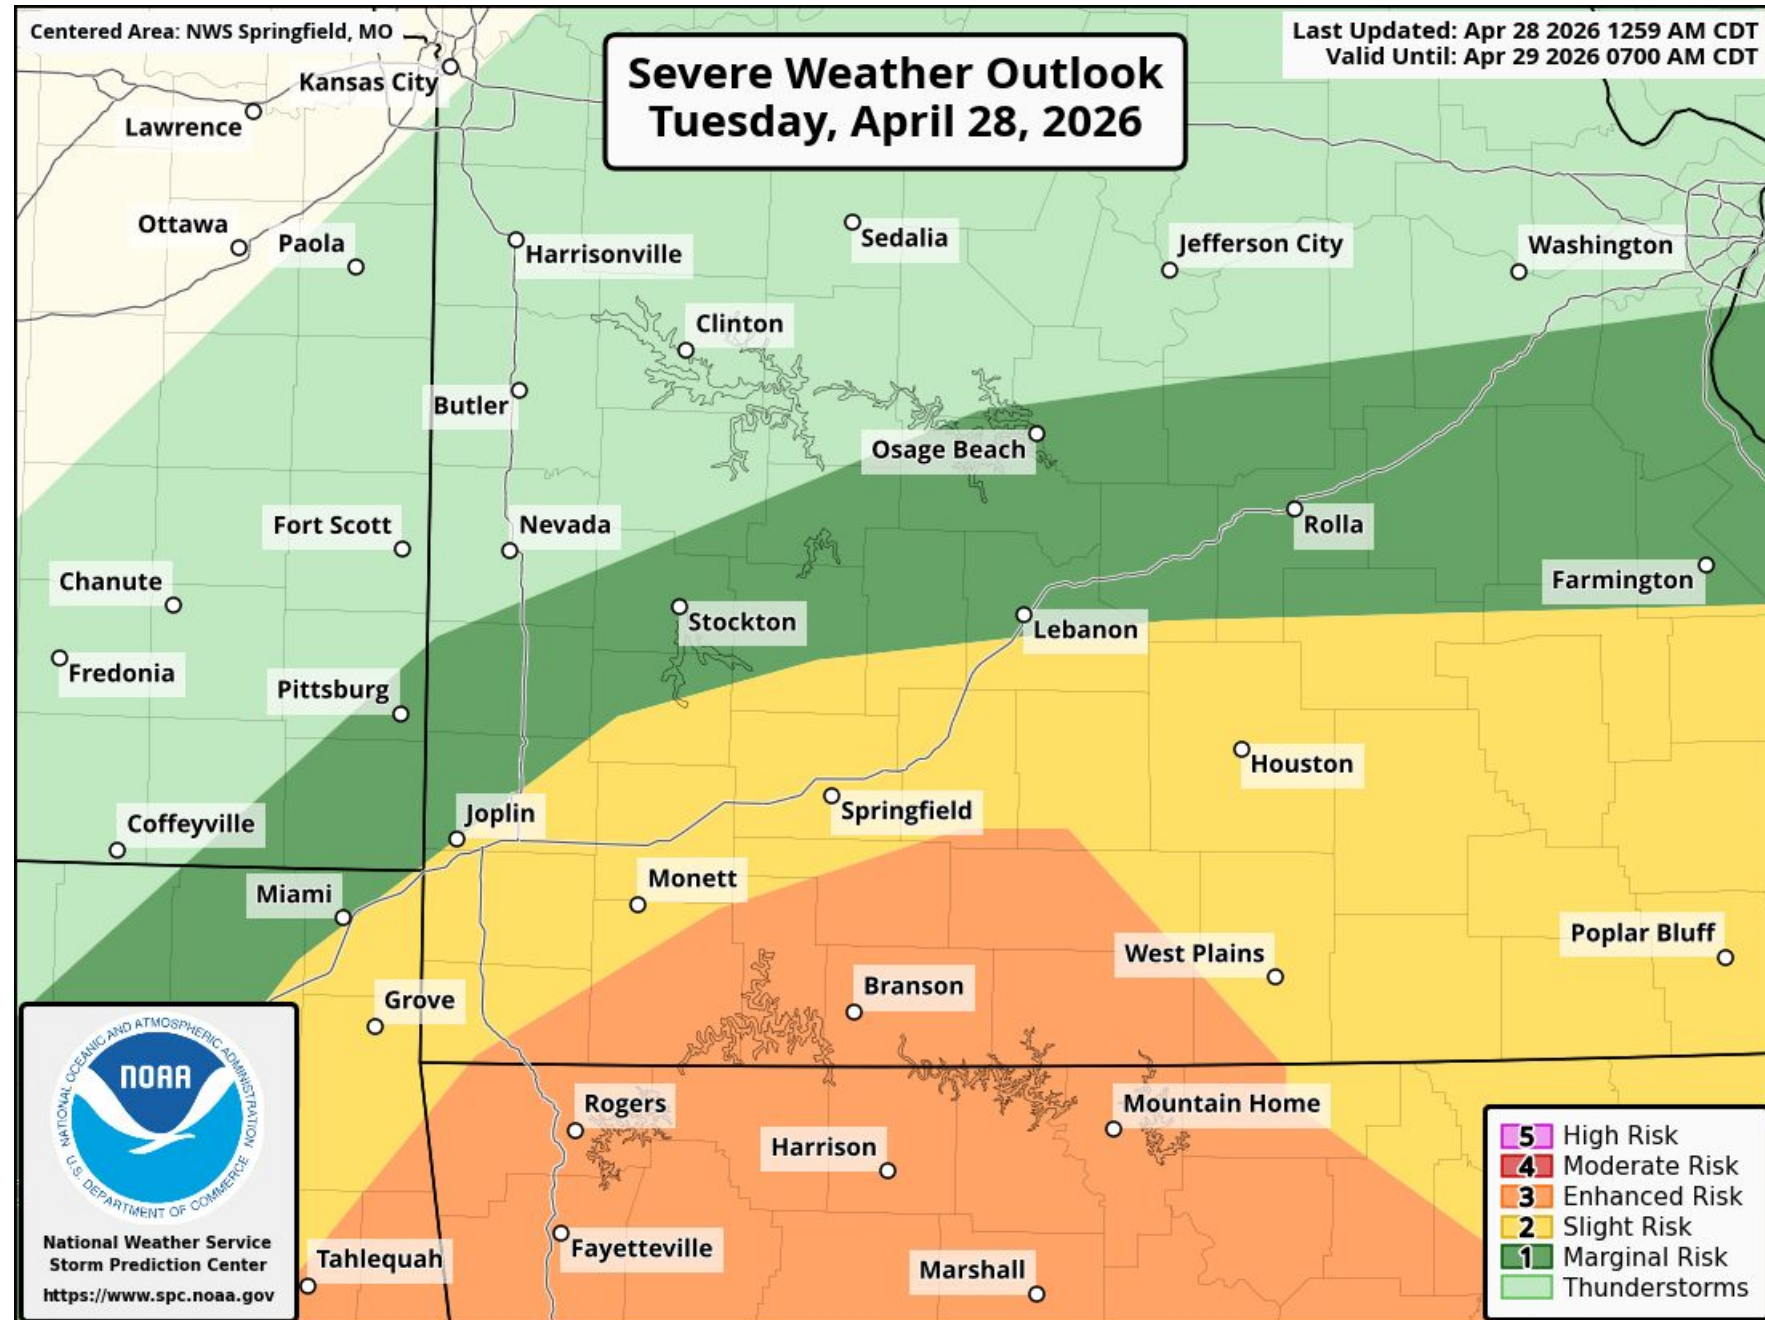 Centered Area: NWS Springfield, MO
Last Updated: Apr 28 2026 1259 AM CDT
Valid Until: Apr 29 2026 0700 AM CDT
Severe Weather Outlook
Tuesday, April 28, 2026
Kansas City
Lawrence
Ottawa
Paola
Harrisonville
Sedalia
Jefferson City
Washington
Clinton
Butler
Osage Beach
Fort Scott
Nevada
Rolla
Chanute
Farmington
Stockton
Lebanon
Fredonia
Pittsburg
Houston
Coffeyville
Joplin
Springfield
Miami
Monett
Poplar Bluff
West Plains
Grove
Branson
Rogers
Mountain Home
Harrison
Tahlequah
Fayetteville
Marshall
NATIONAL OCEANIC AND ATMOSPHERIC ADMINISTRATION
NOAA
U.S. DEPARTMENT OF COMMERCE
National Weather Service
Storm Prediction Center
https://www.spc.noaa.gov
5 High Risk
4 Moderate Risk
3 Enhanced Risk
2 Slight Risk
1 Marginal Risk
Thunderstorms